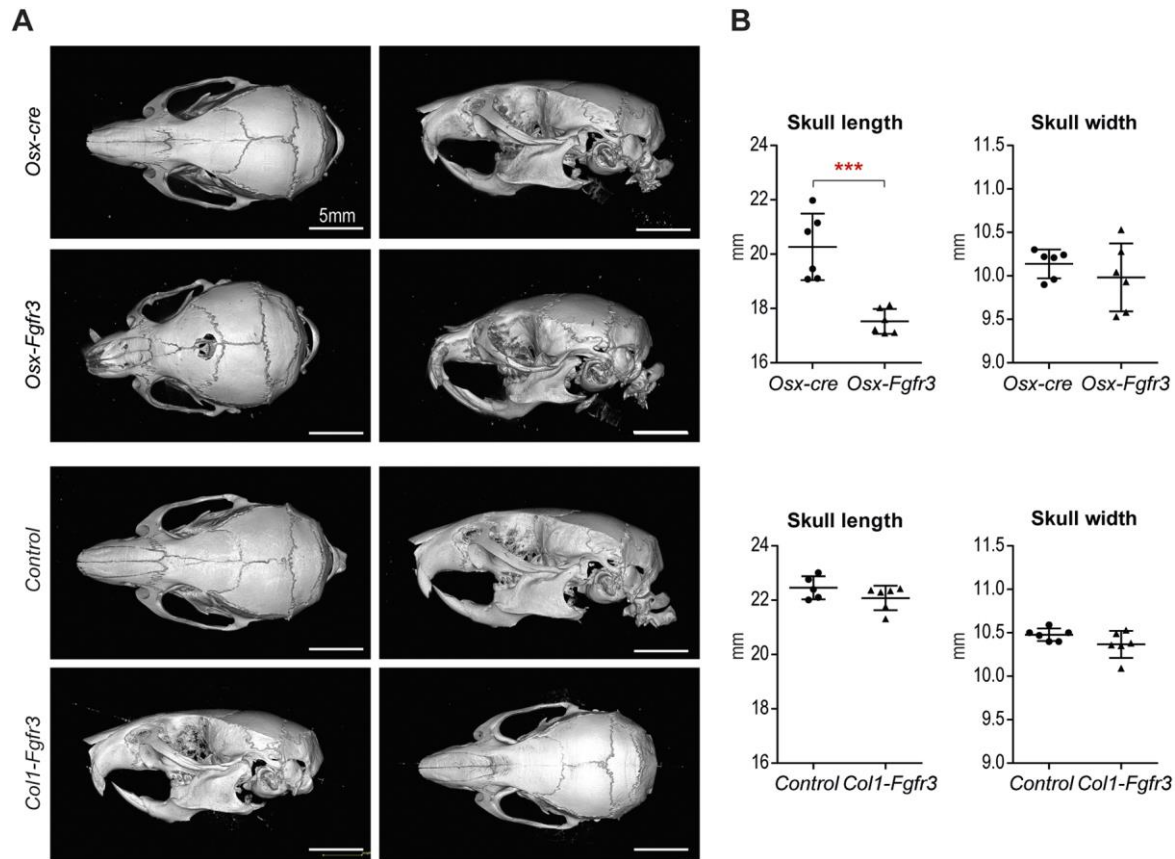 A
B
Osx-cre
5mm
Osx-Fgfr3
Control
Col1-Fgfr3
Skull length
24
22
20
18
16
mm
***
Osx-cre Osx-Fgfr3
Skull width
11.5
11.0
10.5
10.0
9.5
9.0
mm
Osx-cre Osx-Fgfr3
Skull length
24
22
20
18
16
mm
Control Col1-Fgfr3
Skull width
11.5
11.0
10.5
10.0
9.5
9.0
mm
Control Col1-Fgfr3